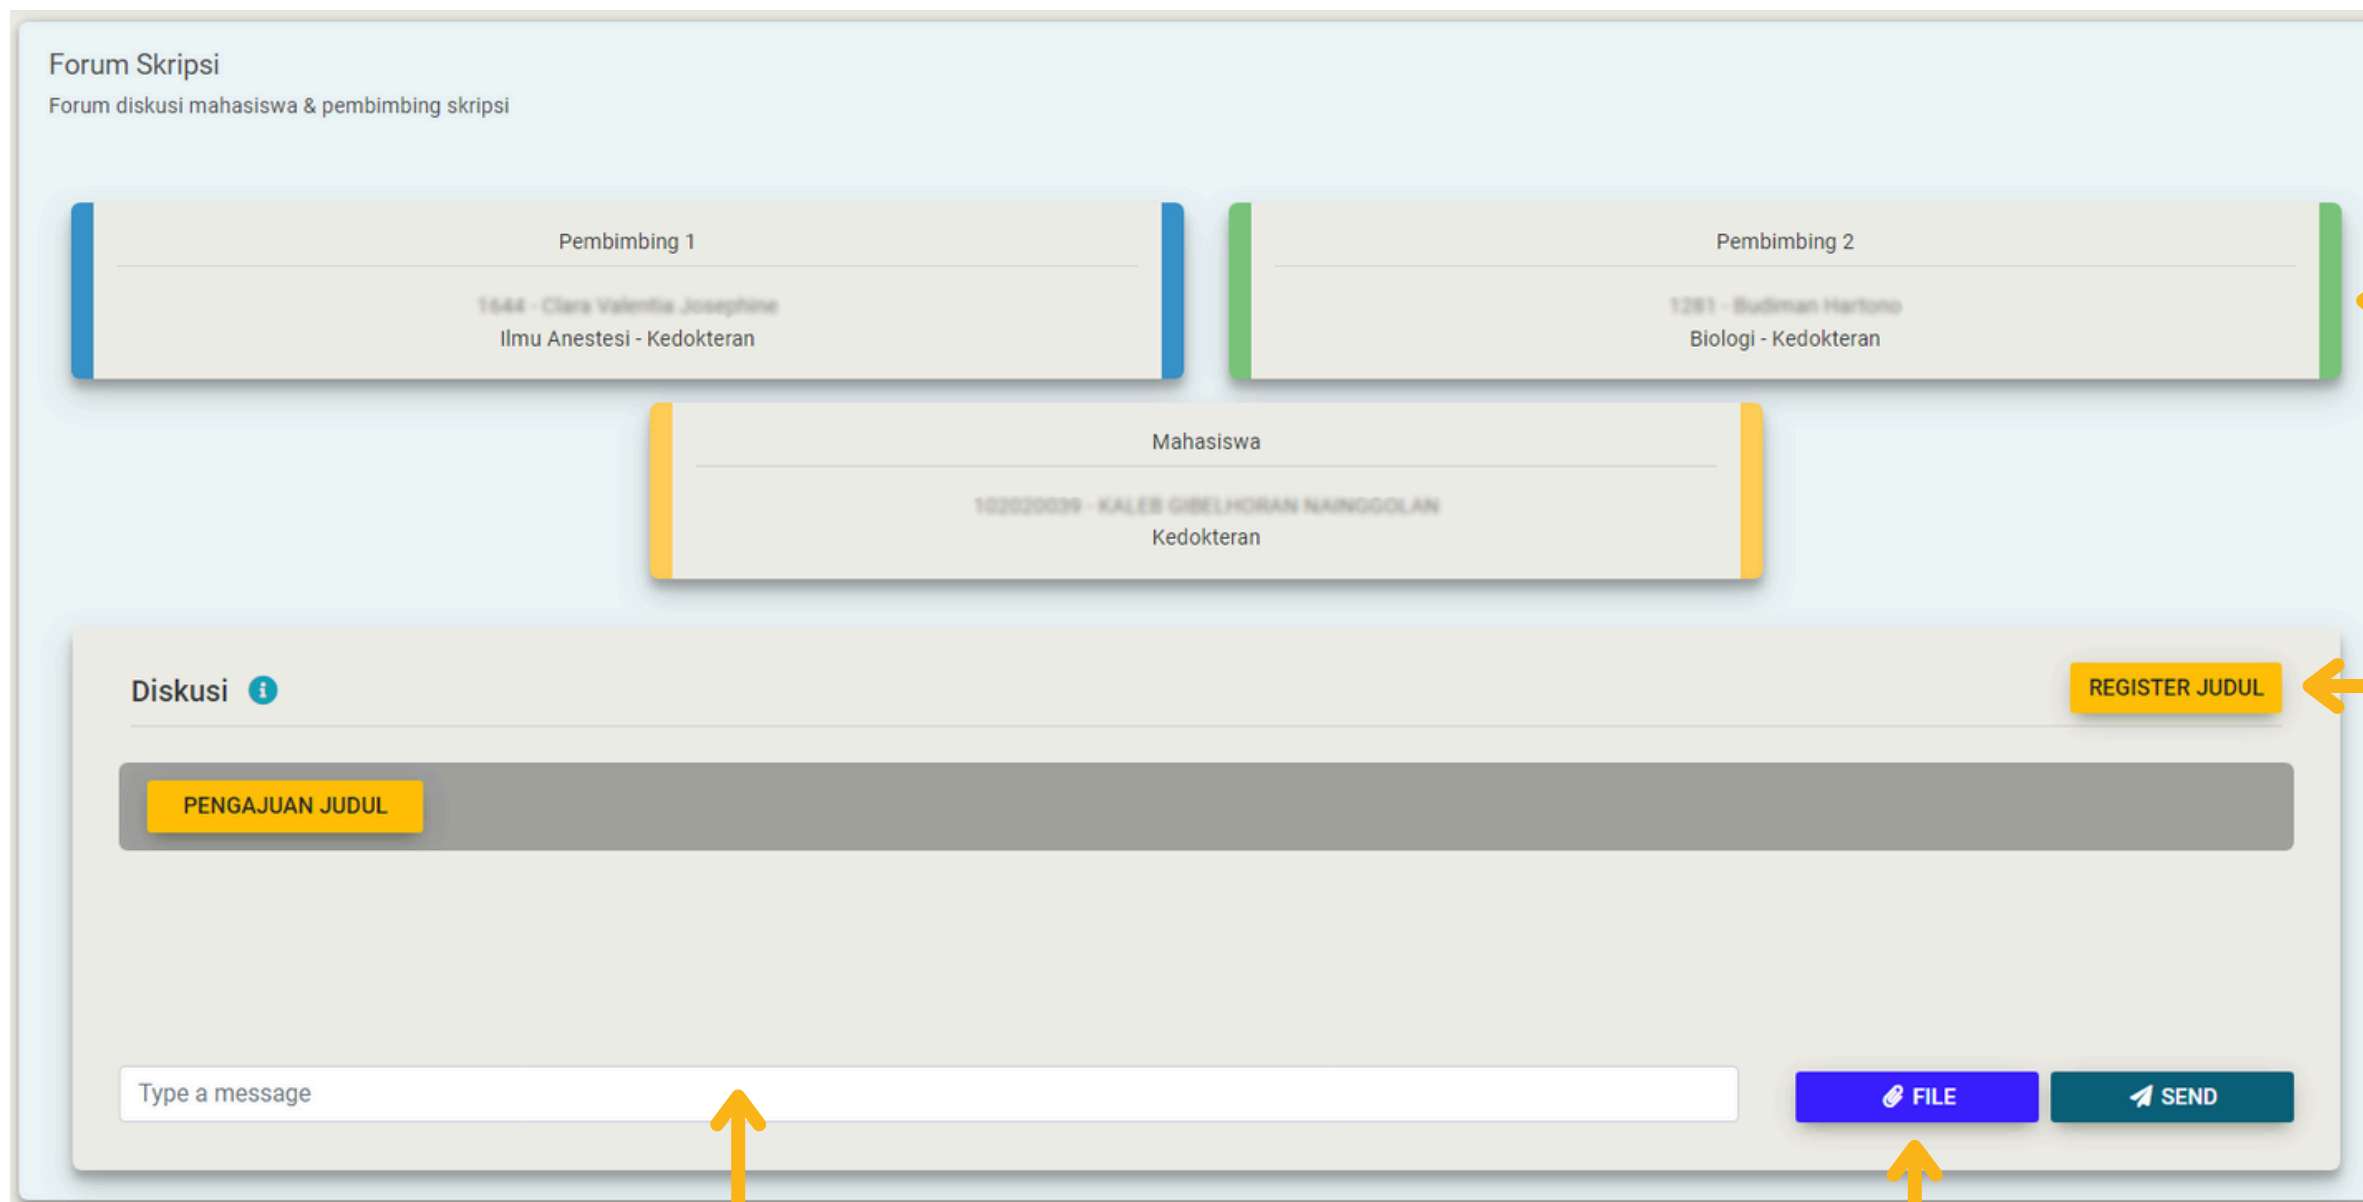 Forum Skripsi
Forum diskusi mahasiswa & pembimbing skripsi
Pembimbing 1
Ilmu Anestesi - Kedokteran
Pembimbing 2
Biologi - Kedokteran
Mahasiswa
Kedokteran
Diskusi
REGISTER JUDUL
PENGAJUAN JUDUL
Type a message
FILE
SEND